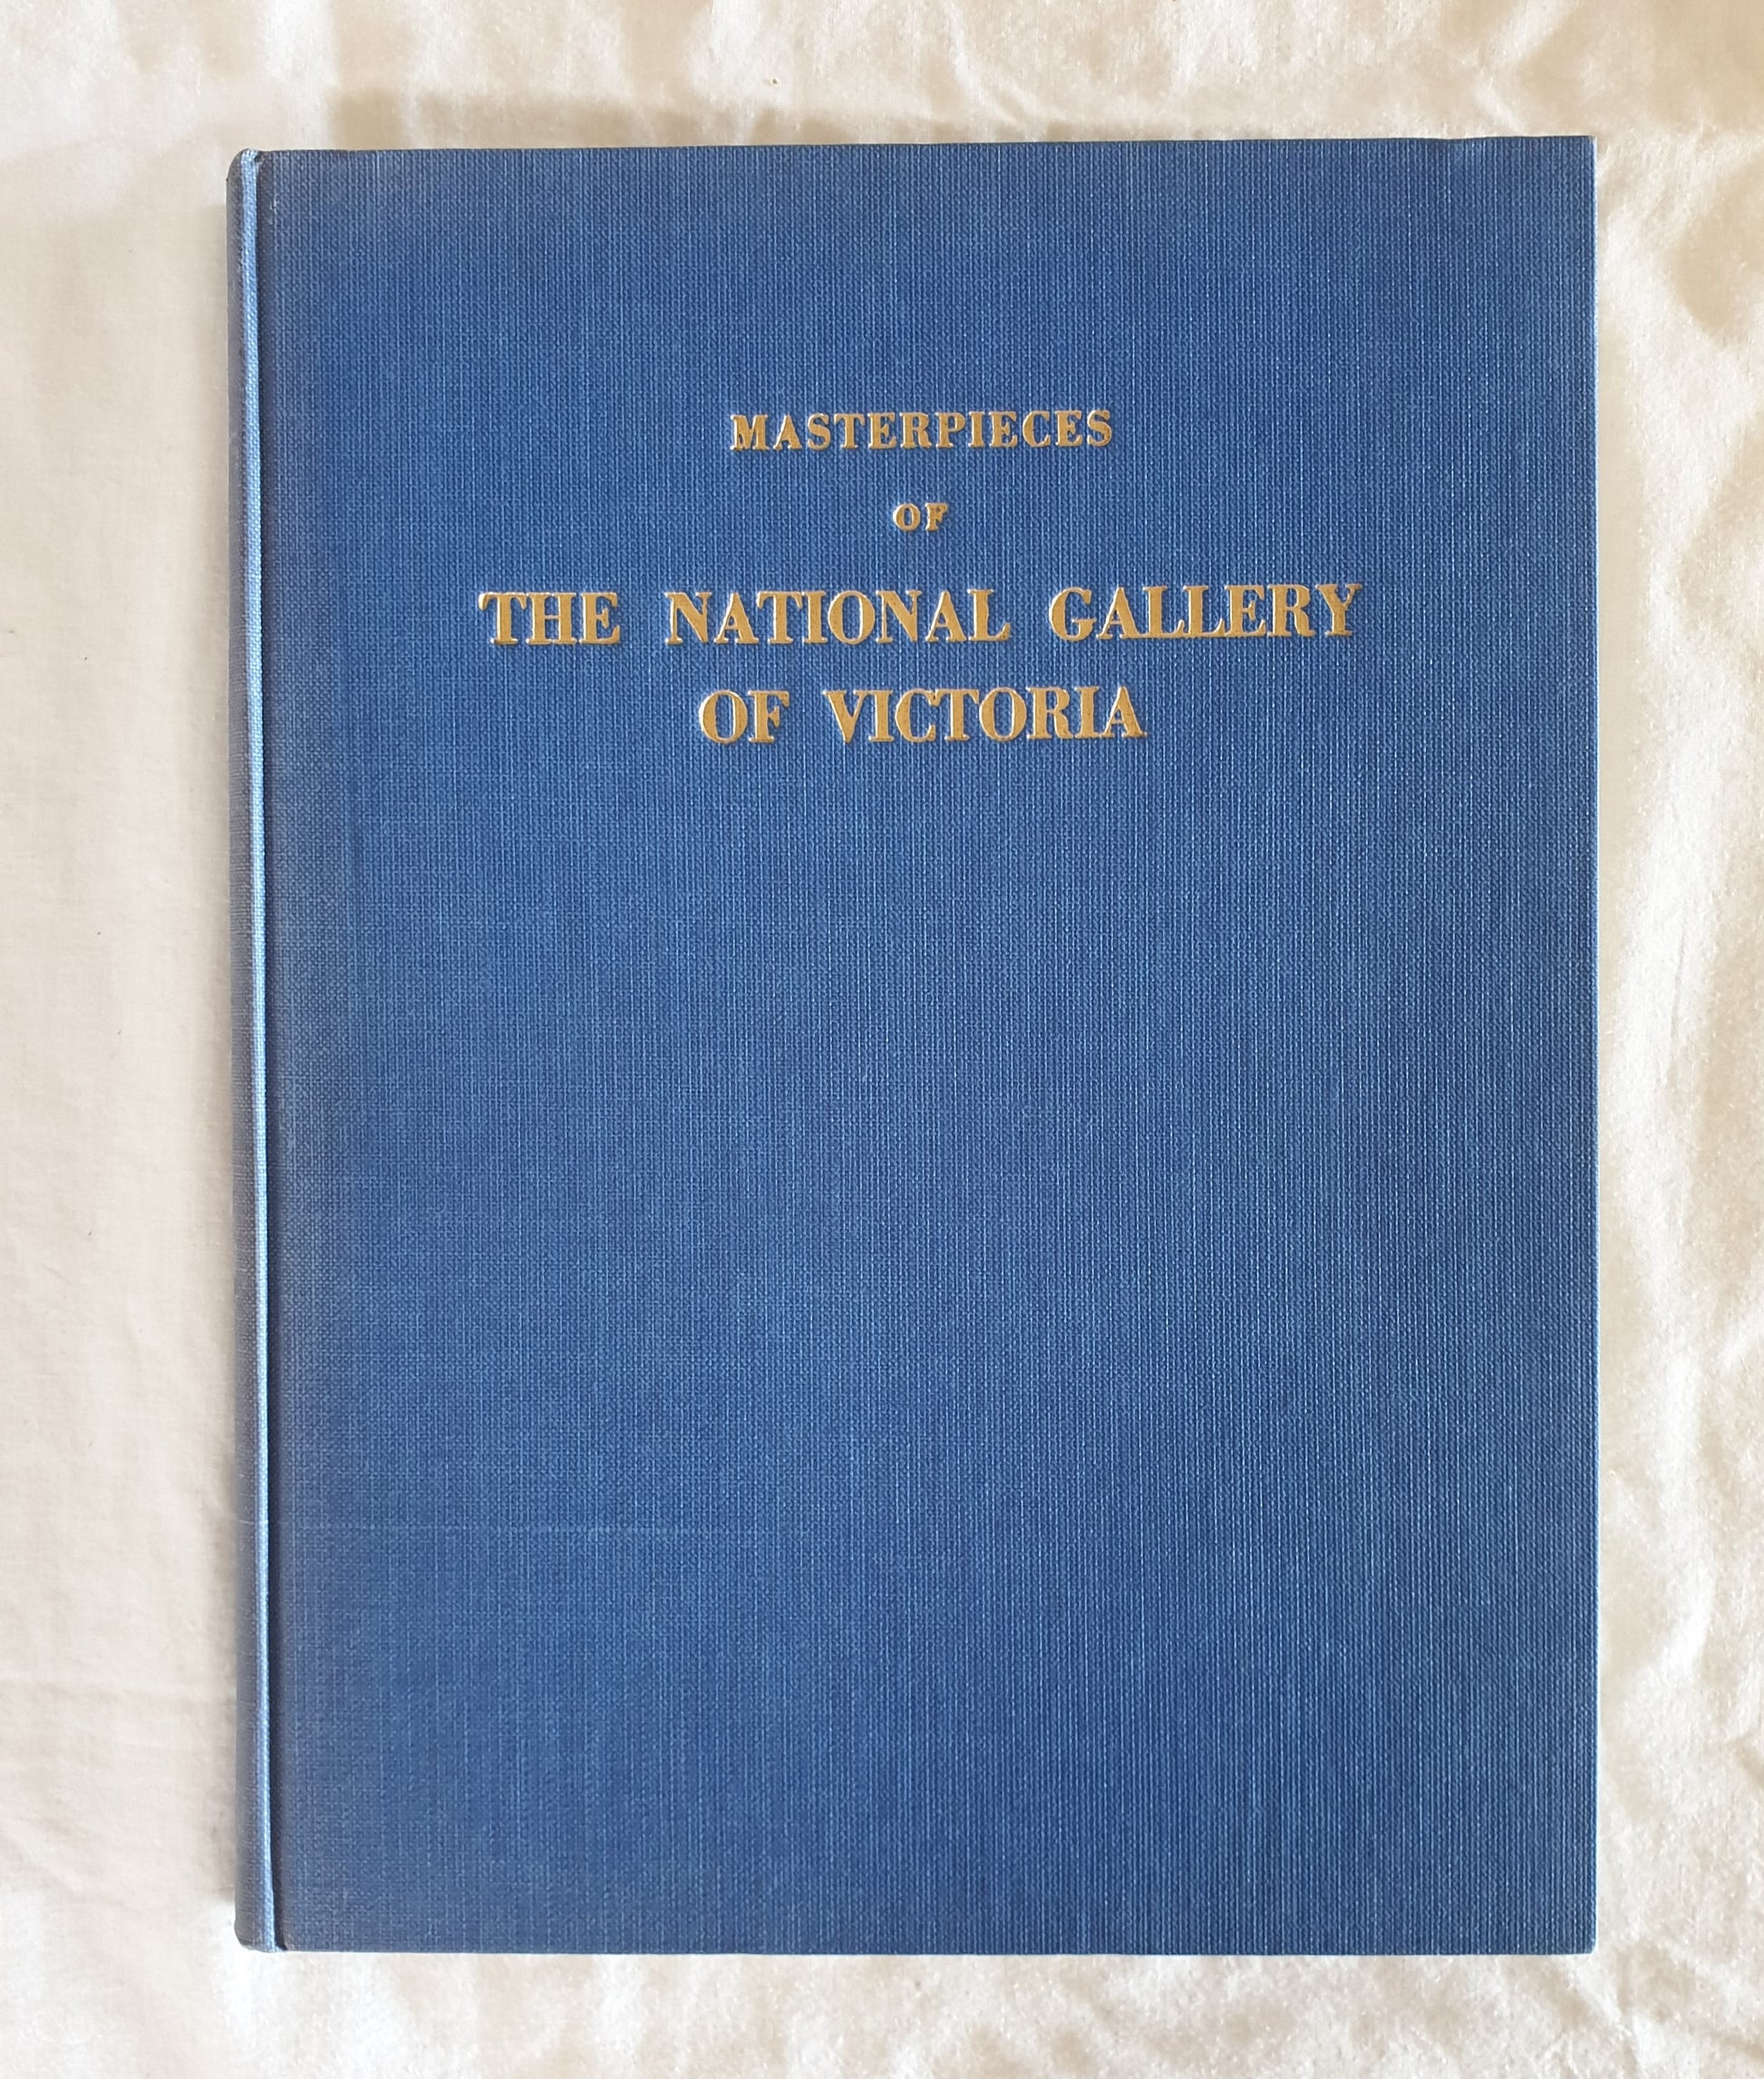 MASTERPIECES
OF
THE NATIONAL GALLERY
OF VICTORIA